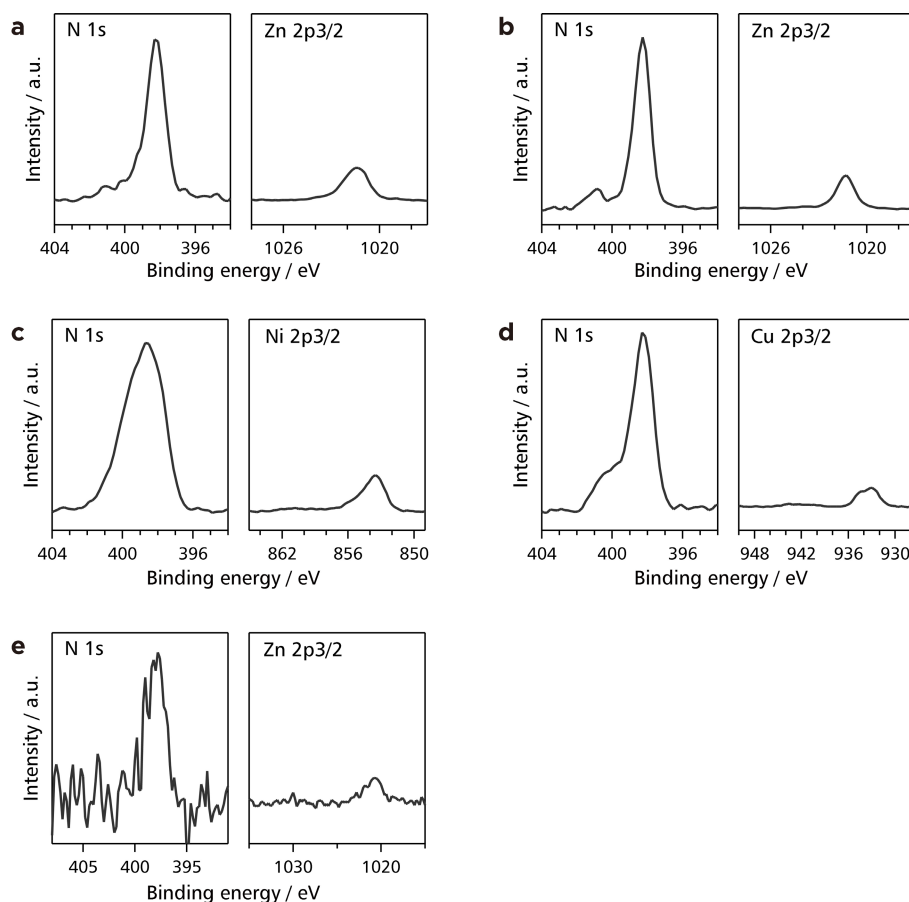 a
N 1s
Zn 2p3/2
Intensity / a.u.
404 400 396
1026 1020
Binding energy / eV
b
N 1s
Zn 2p3/2
Intensity / a.u.
404 400 396
1026 1020
Binding energy / eV
c
N 1s
Ni 2p3/2
Intensity / a.u.
404 400 396
862 856 850
Binding energy / eV
d
N 1s
Cu 2p3/2
Intensity / a.u.
404 400 396
948 942 936 930
Binding energy / eV
e
N 1s
Zn 2p3/2
Intensity / a.u.
405 400 395
1030 1020
Binding energy / eV